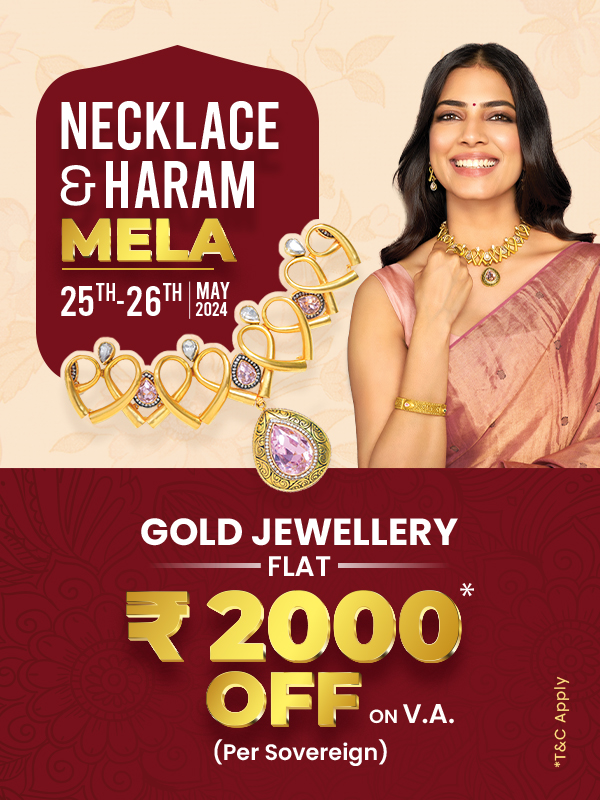 NECKLACE
& HARAM
MELA
25TH-26TH | MAY 2024
GOLD JEWELLERY
FLAT
₹ 2000*
OFF ON V.A.
(Per Sovereign)
*T&C Apply